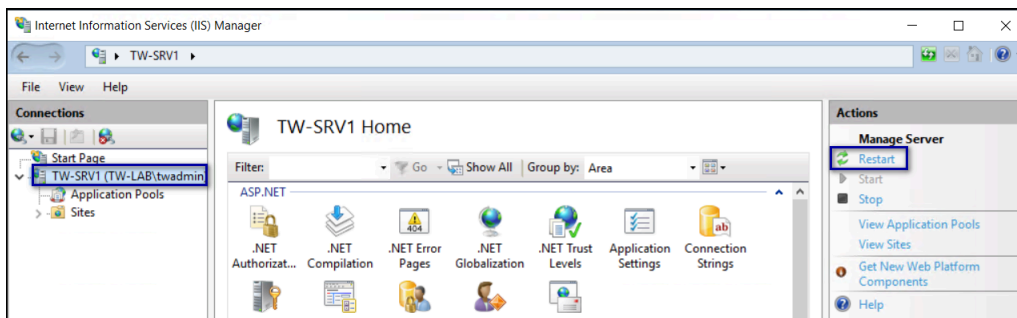 Internet Information Services (IIS) Manager
TW-SRV1
File View Help
Connections
Start Page
TW-SRV1 (TW-LAB\twadmin
Application Pools
Sites
TW-SRV1 Home
Filter: Go Show All Group by: Area
ASP.NET
.NET Authorizat...
.NET Compilation
.NET Error Pages
.NET Globalization
.NET Trust Levels
Application Settings
Connection Strings
404
ab
Actions
Manage Server
Restart
Start
Stop
View Application Pools
View Sites
Get New Web Platform
Components
Help